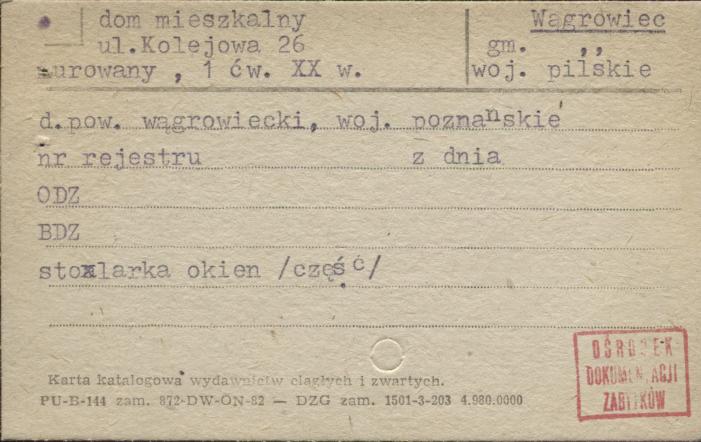 dom mieszkalny
ul.Kolejowa 26
murowany , 1 ćw. XX w.
Wągrowiec
gm. ,,
woj. pilskie
d.pow. wągrowiecki, woj. poznańskie
nr rejestru z dnia
ODZ
BDZ
stoxlarka okien /część/
Karta katalogowa wydawnictw ciągłych i zwartych.
PU-B-144 zam. 872-DW-ON-82 — DZG zam. 1501-3-203 4.980.0000
OŚRODEK
DOKUMENTACJI
ZABYTKÓW